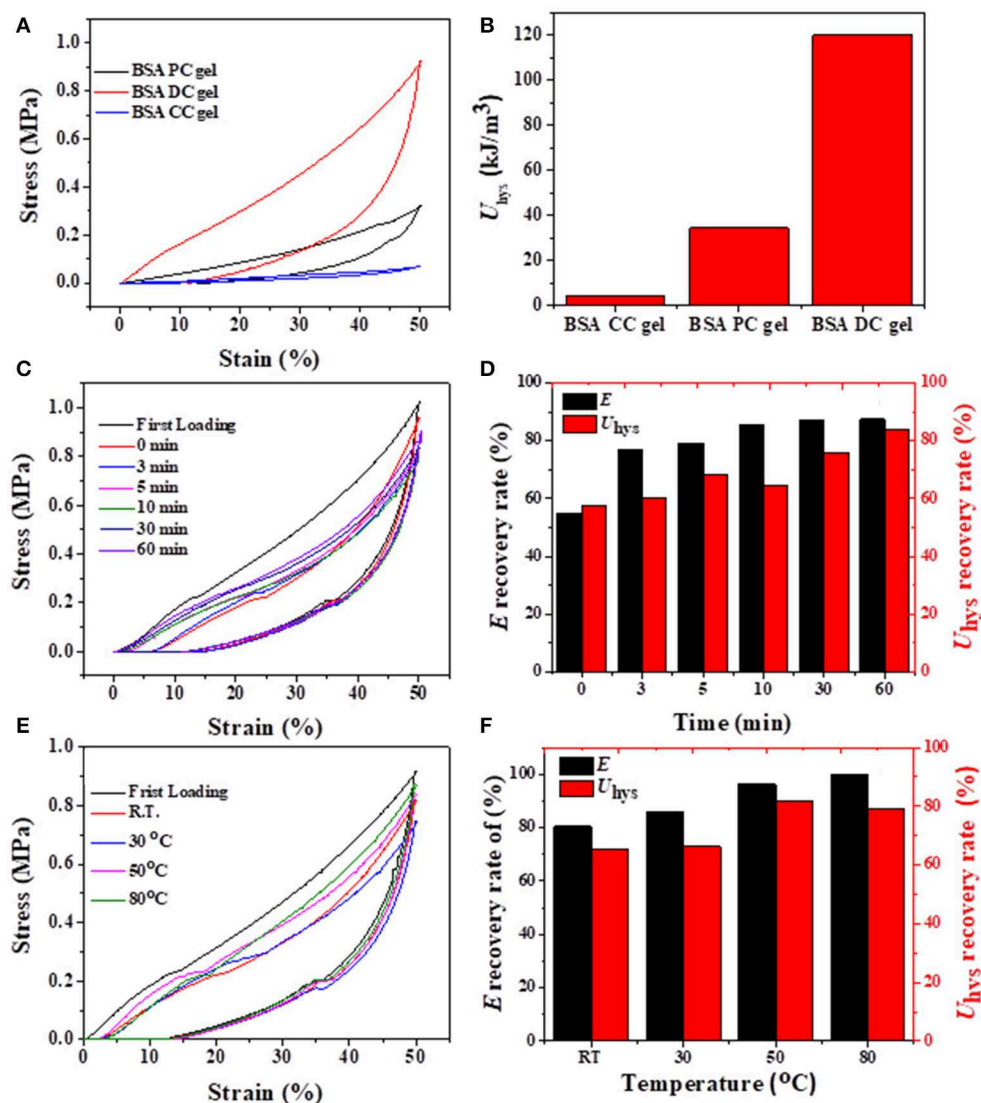 A
Stress (MPa)
1.0
0.8
0.6
0.4
0.2
0.0
BSA PC gel
BSA DC gel
BSA CC gel
0 10 20 30 40 50
Stain (%)
B
Uhys (kJ/m3)
120
100
80
60
40
20
0
BSA CC gel BSA PC gel BSA DC gel
C
Stress (MPa)
1.0
0.8
0.6
0.4
0.2
0.0
First Loading
0 min
3 min
5 min
10 min
30 min
60 min
0 10 20 30 40 50
Strain (%)
D
E recovery rate (%)
100
80
60
40
20
0
E
Uhys
0 3 5 10 30 60
Time (min)
100
80
60
40
20
0
Uhys recovery rate (%)
E
Stress (MPa)
1.0
0.8
0.6
0.4
0.2
0.0
Frist Loading
R.T.
30 °C
50°C
80°C
0 10 20 30 40 50
Strain (%)
F
E recovery rate of (%)
100
80
60
40
20
0
E
Uhys
RT 30 50 80
Temperature (°C)
100
80
60
40
20
0
Uhys recovery rate (%)